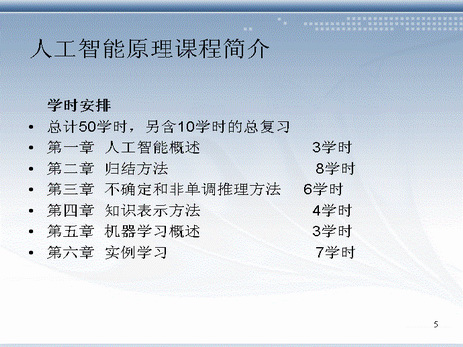 人工智能原理课程简介
学时安排
• 总计50学时，另含10学时的总复习
• 第一章 人工智能概述 3学时
• 第二章 归结方法 8学时
• 第三章 不确定和非单调推理方法 6学时
• 第四章 知识表示方法 4学时
• 第五章 机器学习概述 3学时
• 第六章 实例学习 7学时
5